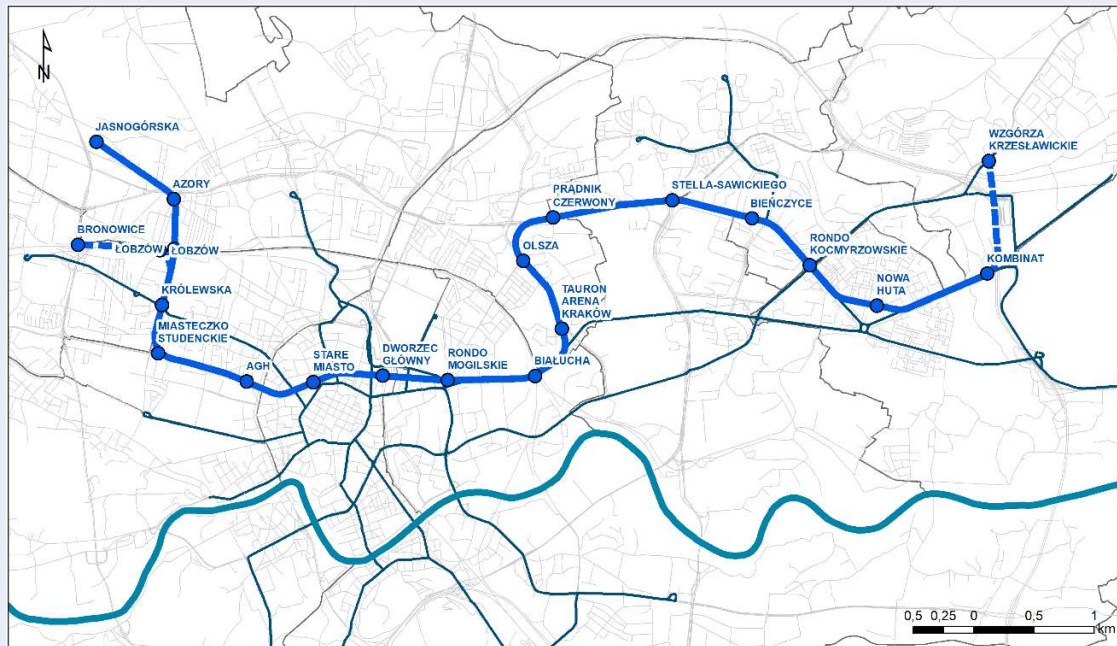 N
JASNOGÓRSKA
AZORY
BRONOWICE
ŁOBZÓW
ŁOBZÓW
KRÓLEWSKA
MIASTECZKO
STUDENCKIE
AGH
STARE
MIASTO
DWORZEC
GŁÓWNY
RONDO
MOGILSKIE
BIAŁUCHA
TAURON
ARENA
KRAKÓW
OLSZA
PRĄDNIK
CZERWONY
STELLA-SAWICKIEGO
BIEŃCZYCE
RONDO
KOCMYRZOWSKIE
NOWA
HUTA
KOMBINAT
WZGÓRZA
KRZESŁAWICKIE
0,5 0,25 0 0,5 1
km